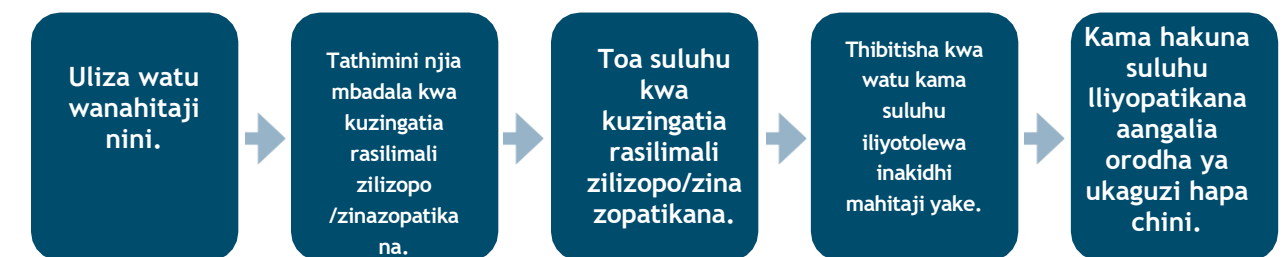 Uliza watu
wanahitaji
nini.
Tathimini njia
mbadala kwa
kuzingatia
rasilimali
zilizopo
/zinazopatika
na.
Toa suluhu
kwa
kuzingatia
rasilimali
zilizopo/zina
zopatikana.
Thibitisha kwa
watu kama
suluhu
iliyotolewa
inakidhi
mahitaji yake.
Kama hakuna
suluhu
lliyopatikana
aangalia
orodha ya
ukaguzi hapa
chini.